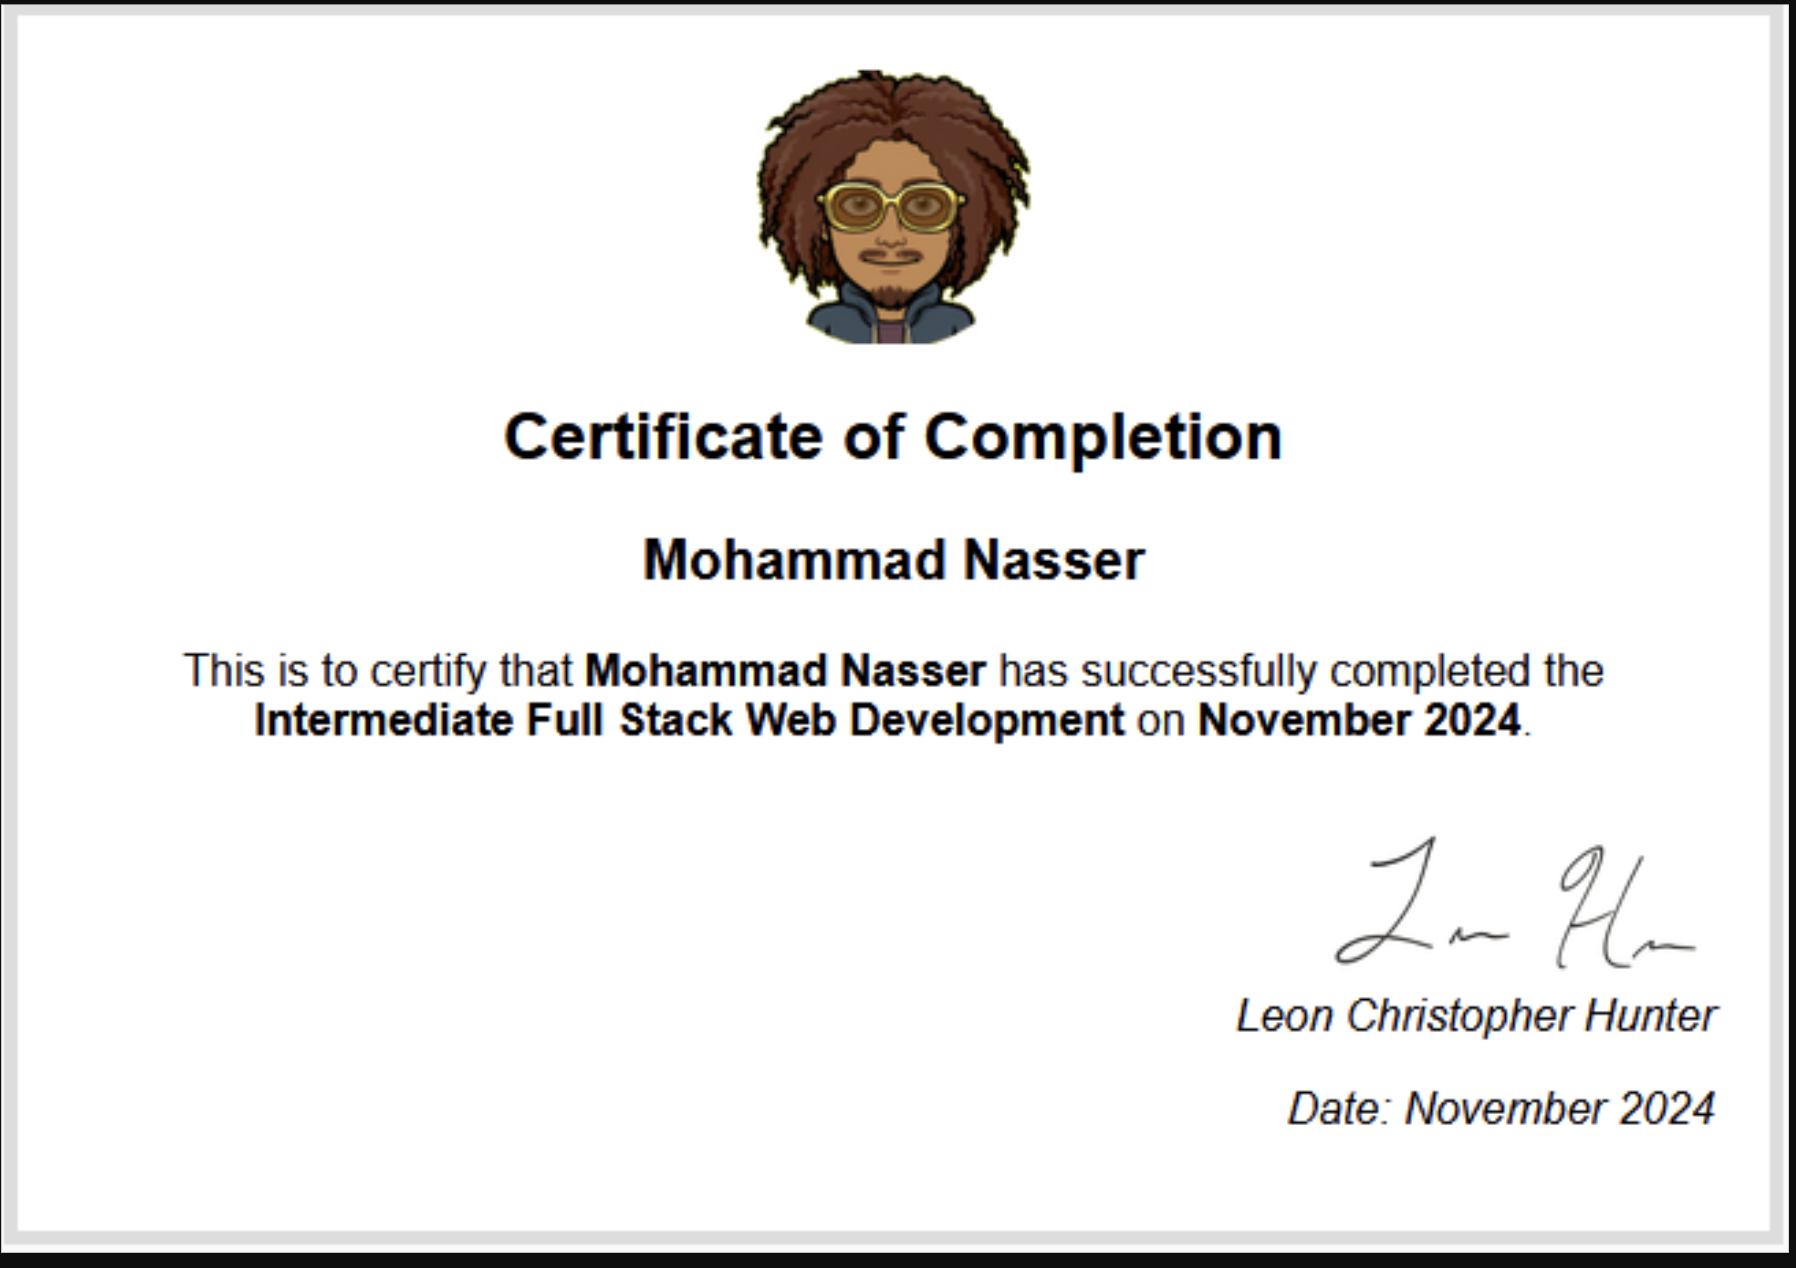 Certificate of Completion
Mohammad Nasser
This is to certify that Mohammad Nasser has successfully completed the
Intermediate Full Stack Web Development on November 2024.
Leon Christopher Hunter
Date: November 2024